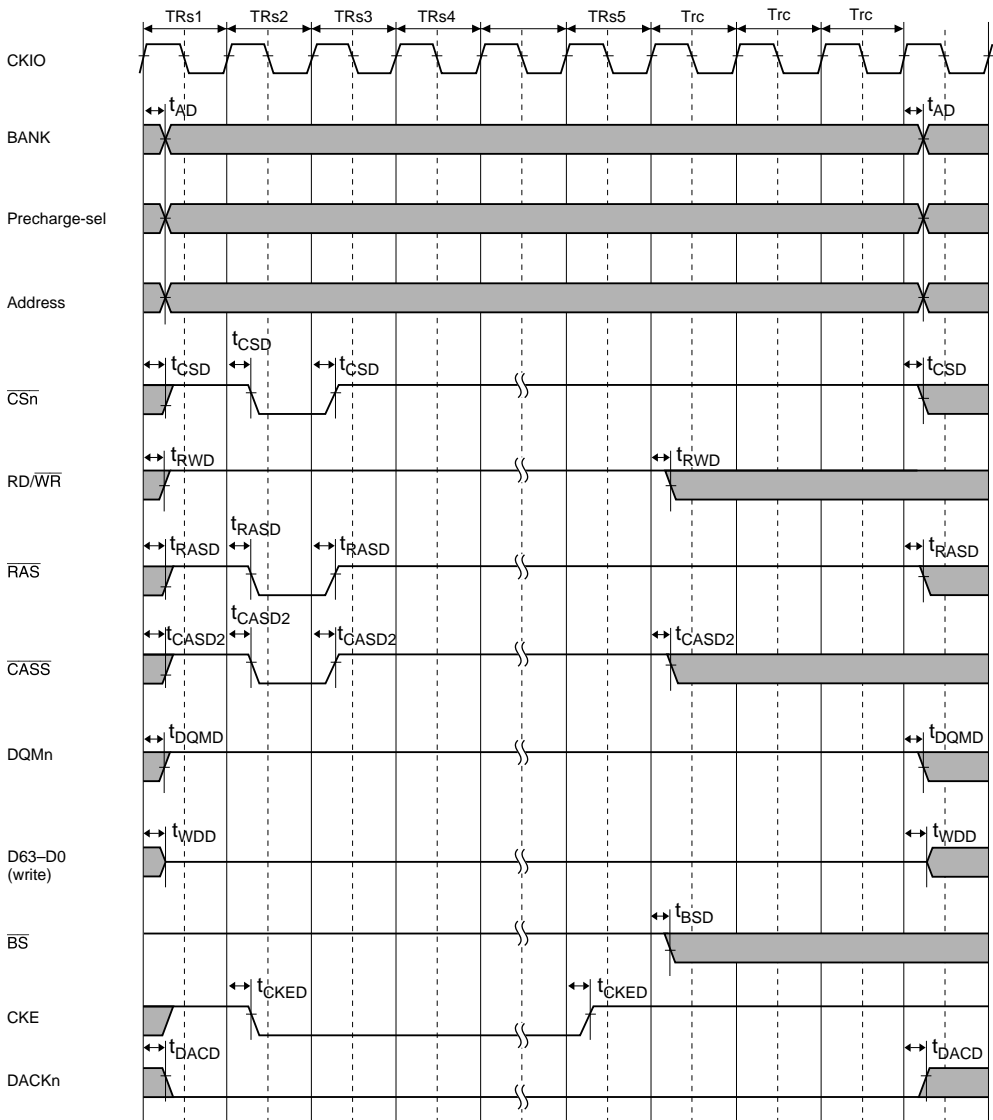 TRs1 TRs2 TRs3 TRs4 TRs5 Trc Trc Trc
CKIO
tAD tAD
BANK
Precharge-sel
Address
tCSD
tCSD tCSD tCSD
CSn
tRWD tRWD
RD/WR
tRASD
tRASD tRASD tRASD
RAS
tCASD2
tCASD2 tCASD2 tCASD2
CASS
tDQMD tDQMD
DQMn
tWDD tWDD
D63–D0
(write)
tBSD
BS
tCKED tCKED
CKE
tDACD tDACD
DACKn